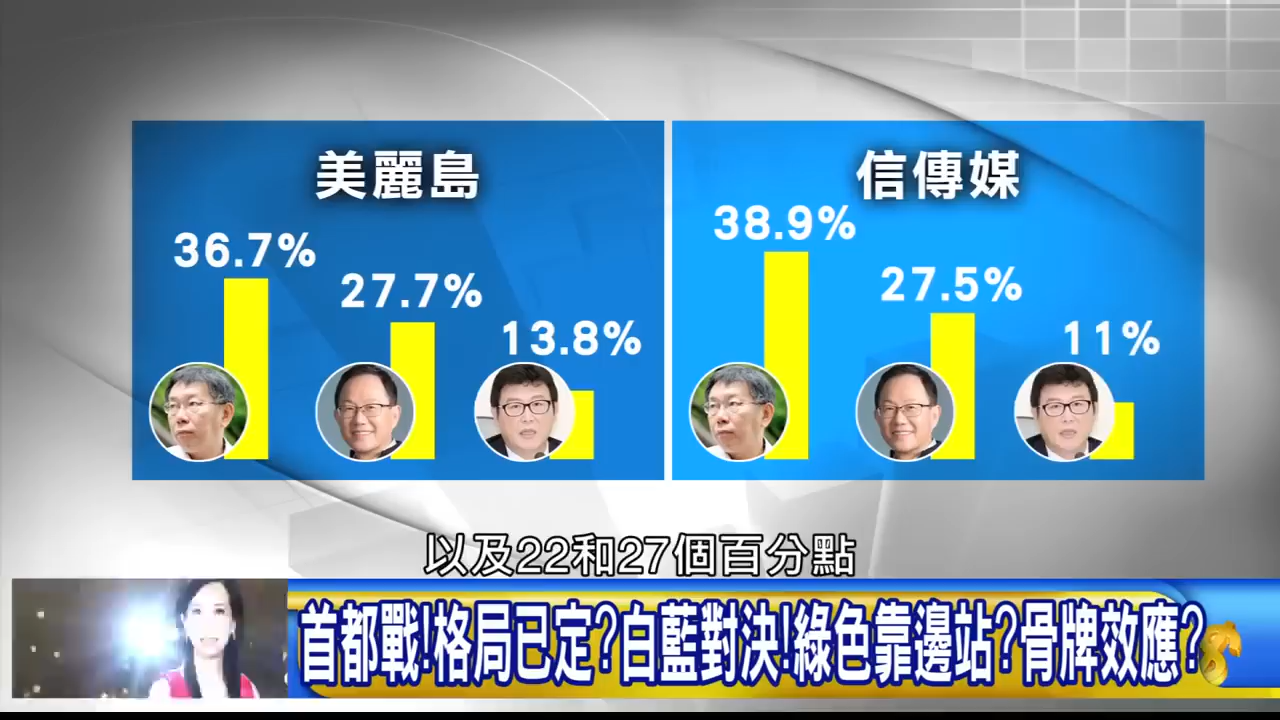 美麗島
36.7%
27.7%
13.8%
信傳媒
38.9%
27.5%
11%
以及22和27個百分點
首都戰!格局已定?白藍對決!綠色靠邊站?骨牌效應?